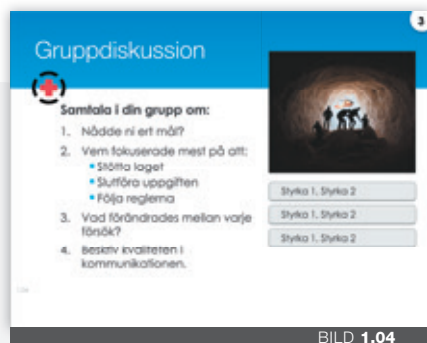 3
Gruppdiskussion
Samtala i din grupp om:
1. Nådde ni ert mål?
2. Vem fokuserade mest på att:
Stötta laget
Slutföra uppgiften
Följa reglerna
3. Vad förändrades mellan varje
försök?
4. Beskriv kvaliteten i
kommunikationen.
Styrka 1, Styrka 2
Styrka 1, Styrka 2
Styrka 1, Styrka 2
BILD 1.04